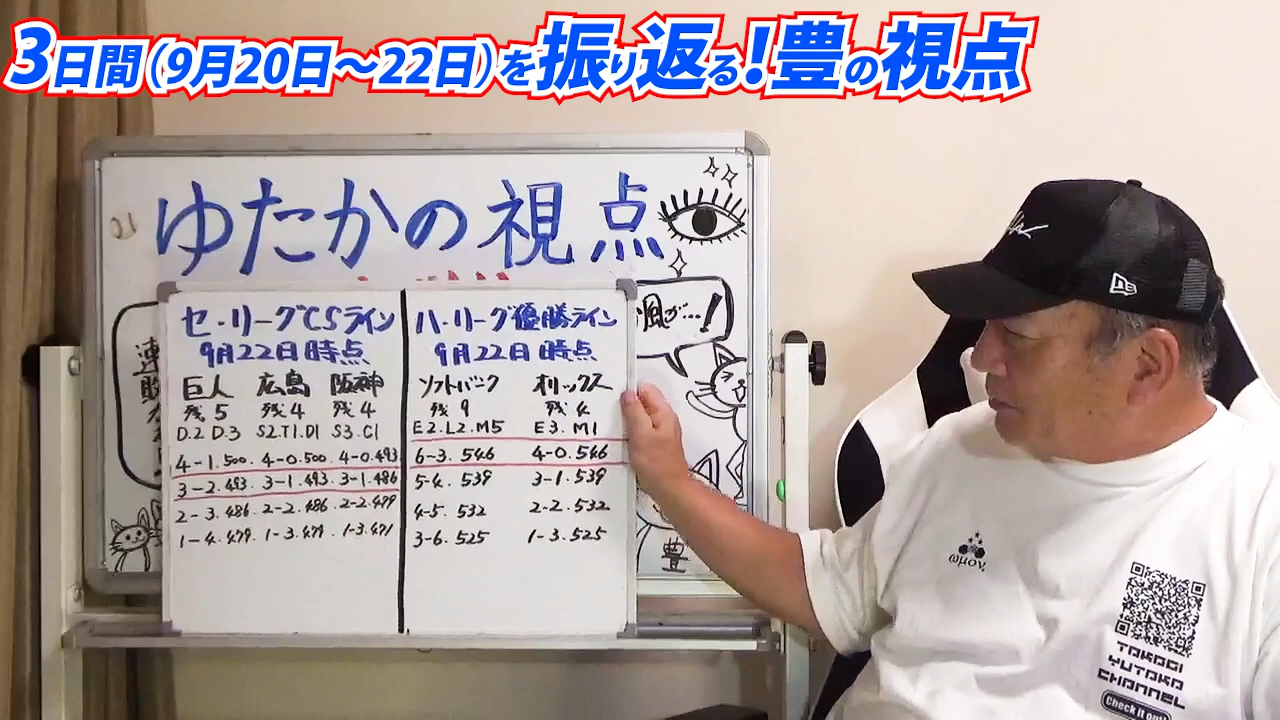 3日間(9月20日〜22日)を振り返る!豊の視点
ゆたかの視点
セ・リーグCSライン
9月22日時点
巨人 広島 阪神
残5 残4 残4
D.2 D.3 S2.T1.D1 S3.C1
4-1.500. 4-0.500. 4-0.493
3-2.493. 3-1.493. 3-1.486
2-3.486. 2-2.486. 2-2.479
1-4.479. 1-3.479. 1-3.471
パ・リーグ優勝ライン
9月22日時点
ソフトバンク オリックス
残9 残4
E2.L2.M5 E3.M1
6-3.546 4-0.546
5-4.539 3-1.539
4-5.532 2-2.532
3-6.525 1-3.525
風が…!
豊
ωμον.
TAKAGI
YUTAKA
CHANNEL
Check it out!